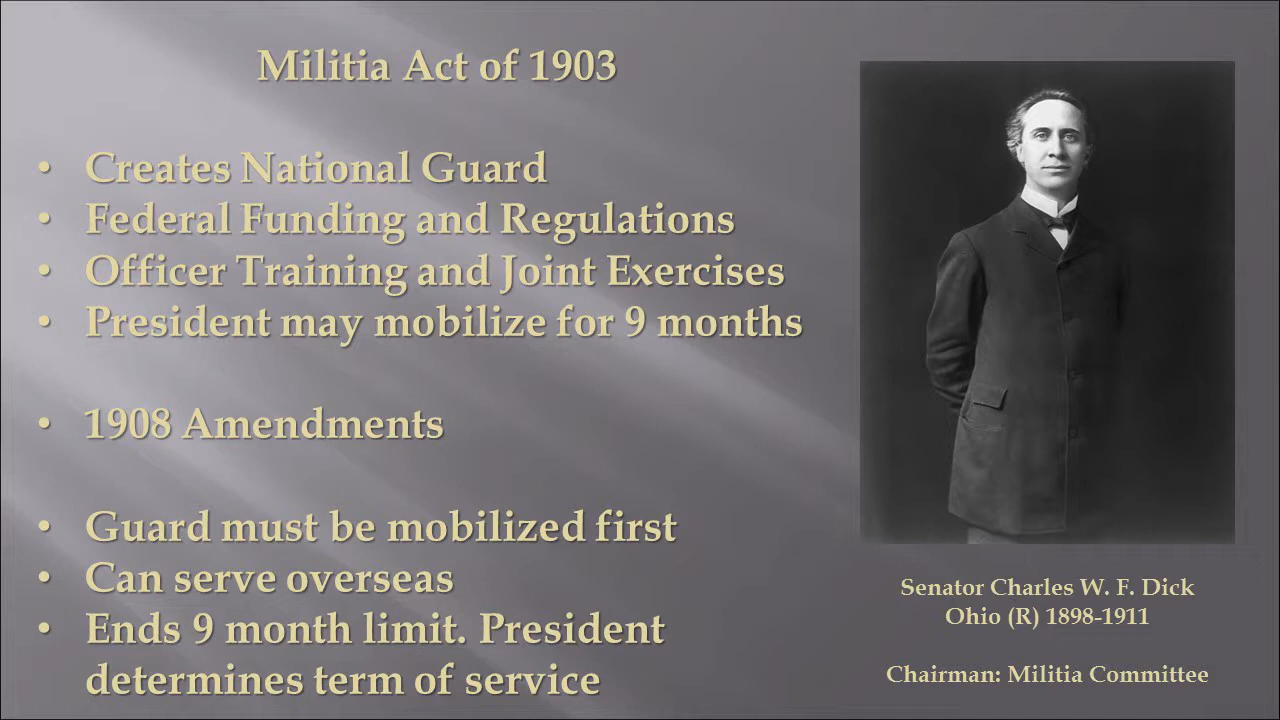 Militia Act of 1903
• Creates National Guard
• Federal Funding and Regulations
• Officer Training and Joint Exercises
• President may mobilize for 9 months
• 1908 Amendments
• Guard must be mobilized first
• Can serve overseas
• Ends 9 month limit. President
determines term of service
Senator Charles W. F. Dick
Ohio (R) 1898-1911
Chairman: Militia Committee